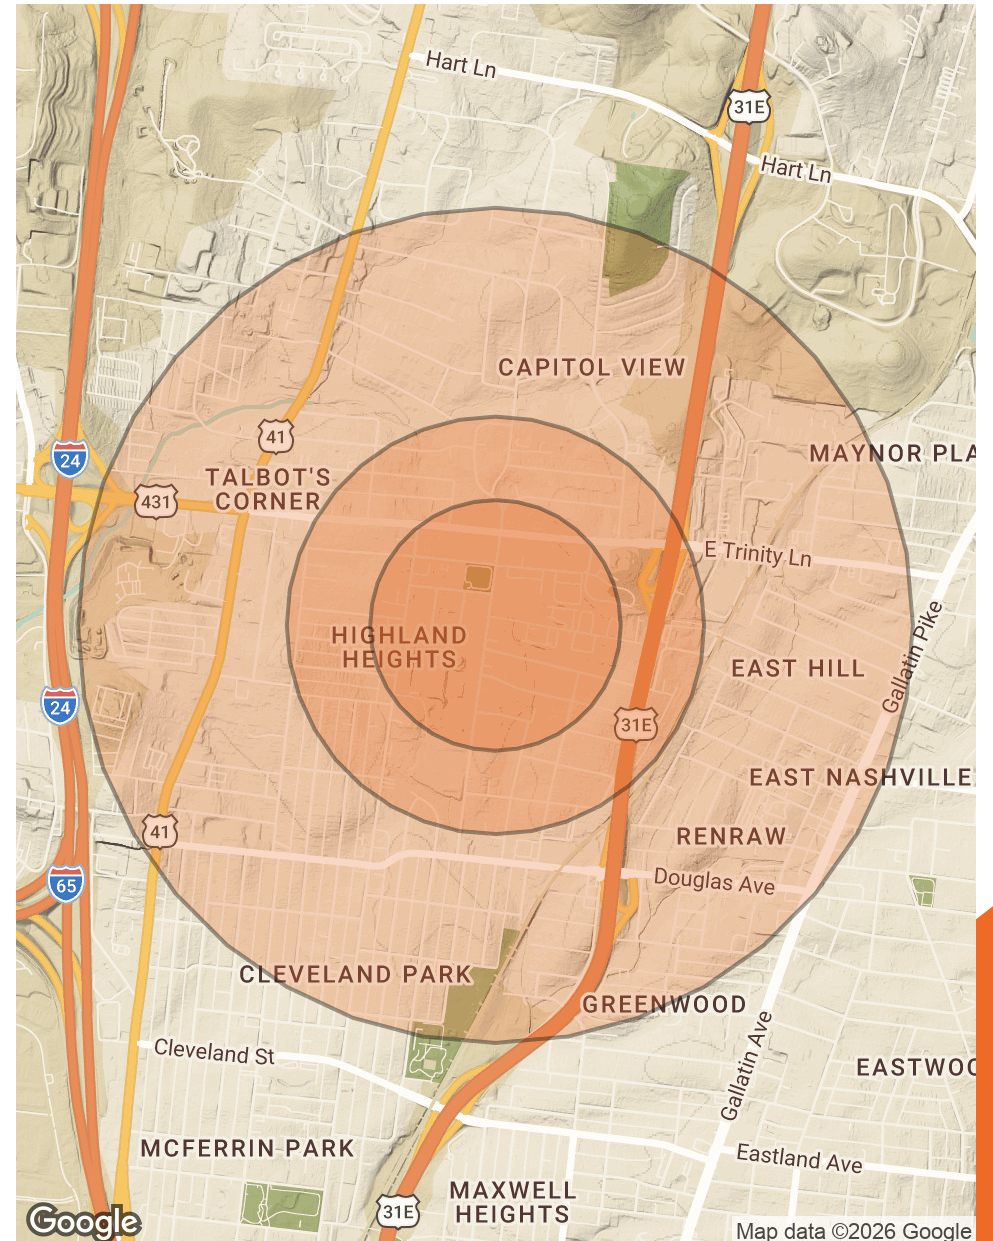 Hart Ln
31E
Hart Ln
CAPITOL VIEW
41
MAYNOR PLA
24
TALBOT'S
CORNER
431
E Trinity Ln
HIGHLAND
HEIGHTS
Gallatin Pike
EAST HILL
24
31E
EAST NASHVILLE
41
RENRAW
65
Douglas Ave
CLEVELAND PARK
GREENWOOD
Cleveland St
Gallatin Ave
EASTWOO
MCFERRIN PARK
Eastland Ave
MAXWELL
HEIGHTS
31E
Google
Map data ©2026 Google